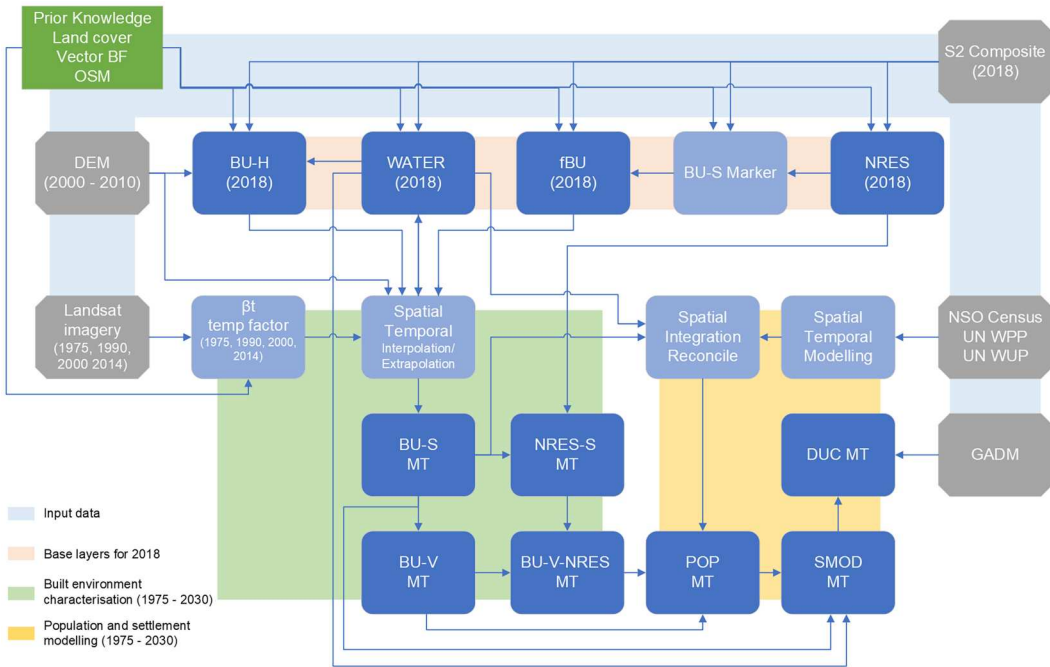 Prior Knowledge
Land cover
Vector BF
OSM
S2 Composite
(2018)
DEM
(2000 - 2010)
BU-H
(2018)
WATER
(2018)
fBU
(2018)
BU-S Marker
NRES
(2018)
Landsat
imagery
(1975, 1990,
2000 2014)
βt
temp factor
(1975, 1990, 2000,
2014)
Spatial
Temporal
Interpolation/
Extrapolation
Spatial
Integration
Reconcile
Spatial
Temporal
Modelling
NSO Census
UN WPP
UN WUP
BU-S
MT
NRES-S
MT
DUC MT
GADM
BU-V
MT
BU-V-NRES
MT
POP
MT
SMOD
MT
Input data
Base layers for 2018
Built environment
characterisation (1975 - 2030)
Population and settlement
modelling (1975 - 2030)